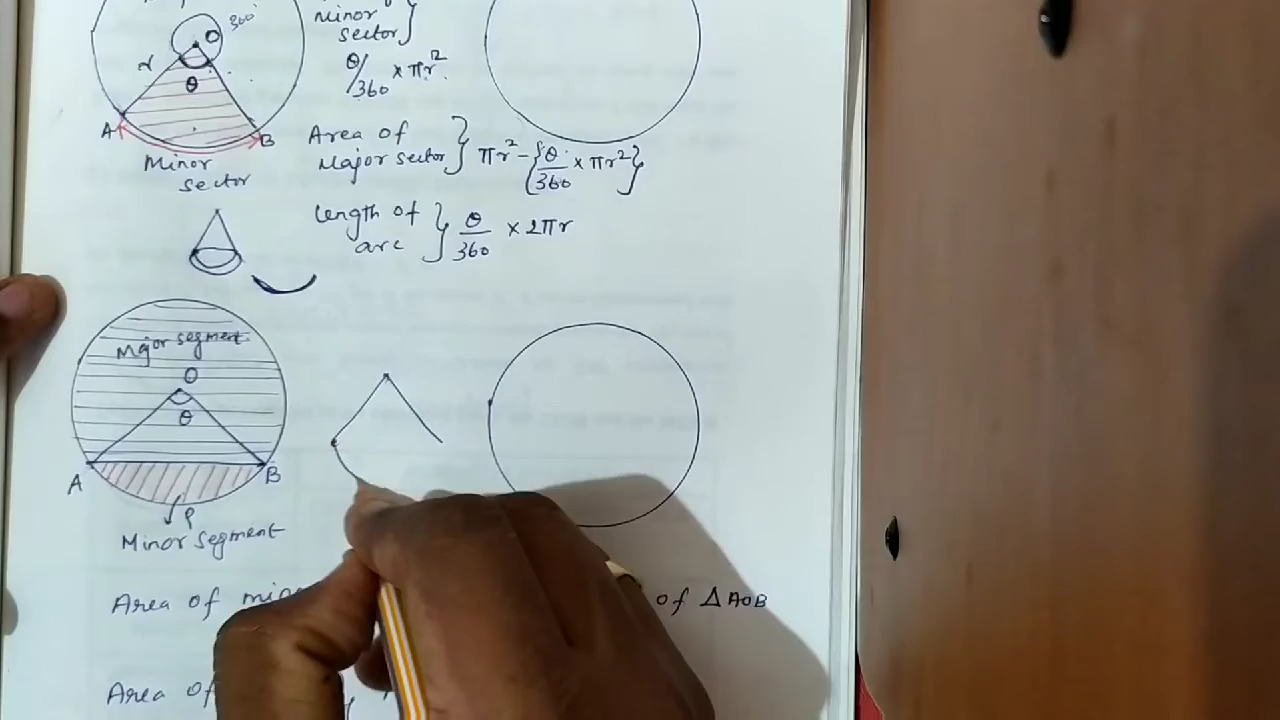 360°
O
minor
sector}
r
θ
θ/360 × πr²
A
B
Minor
sector
Area of
Major sector} πr² - {θ/360 × πr²}
Length of
arc} θ/360 × 2πr
Major segment
O
θ
A
B
P
Minor segment
Area of
of ΔAOB
Area of